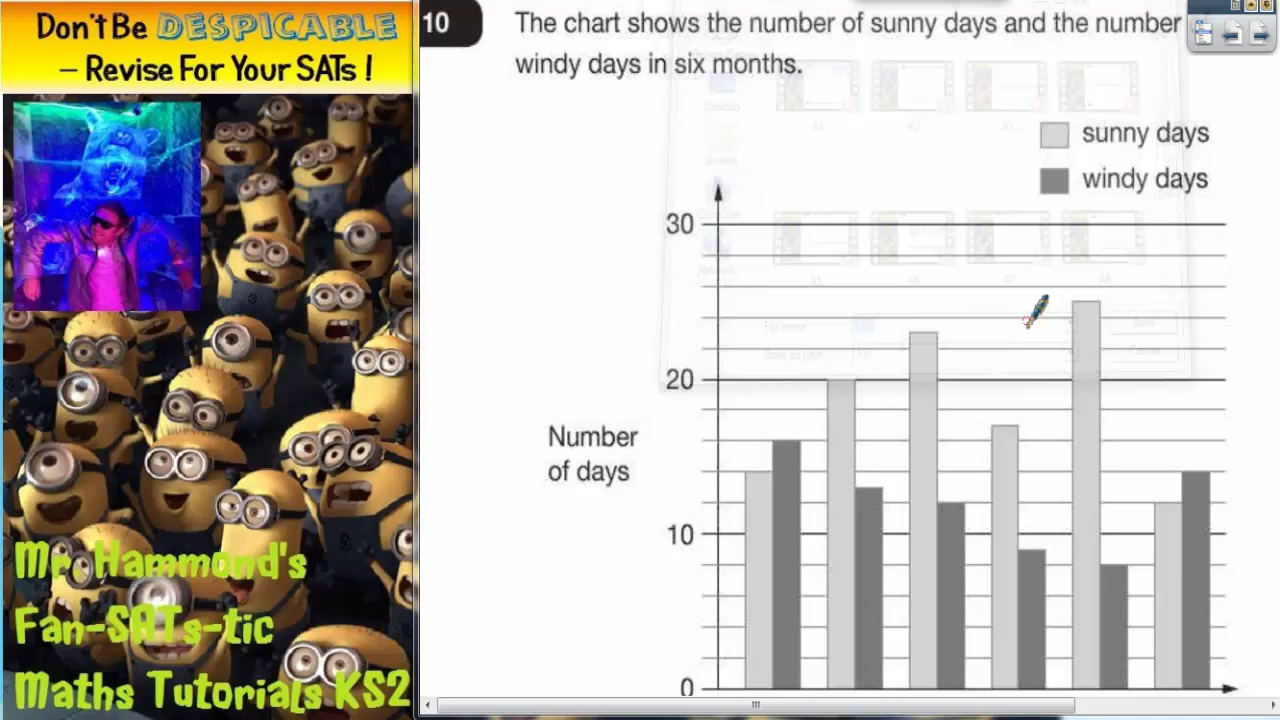 Don't Be DESPICABLE
– Revise For Your SATs !
Mr. Hammond's
Fan-SATs-tic
Maths Tutorials KS2
10
The chart shows the number of sunny days and the number
windy days in six months.
sunny days
windy days
30
20
Number
of days
10
0